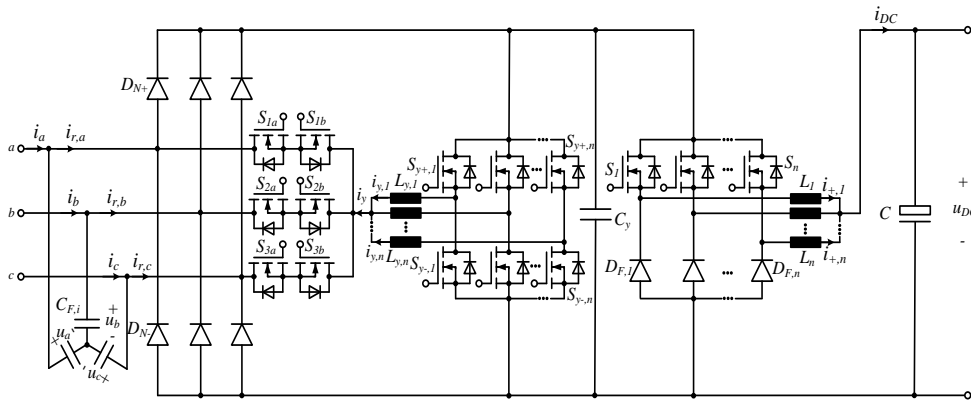 i_DC
D_N+
S_1a S_1b
i_a i_r,a
a
S_y+,1 S_y+,n S_1 S_n
S_2a S_2b
i_y,1 L_y,1
L_1 i_+,1
i_b i_r,b
b
i_y
C_y
C
+
u_DC
-
S_3a S_3b
i_y,n L_y,n
L_n i_+,n
i_c i_r,c
c
S_y-,1
D_F,1 D_F,n
S_y-,n
C_F,i
+
u_b
-
D_N-
+ u_a -
- u_c +